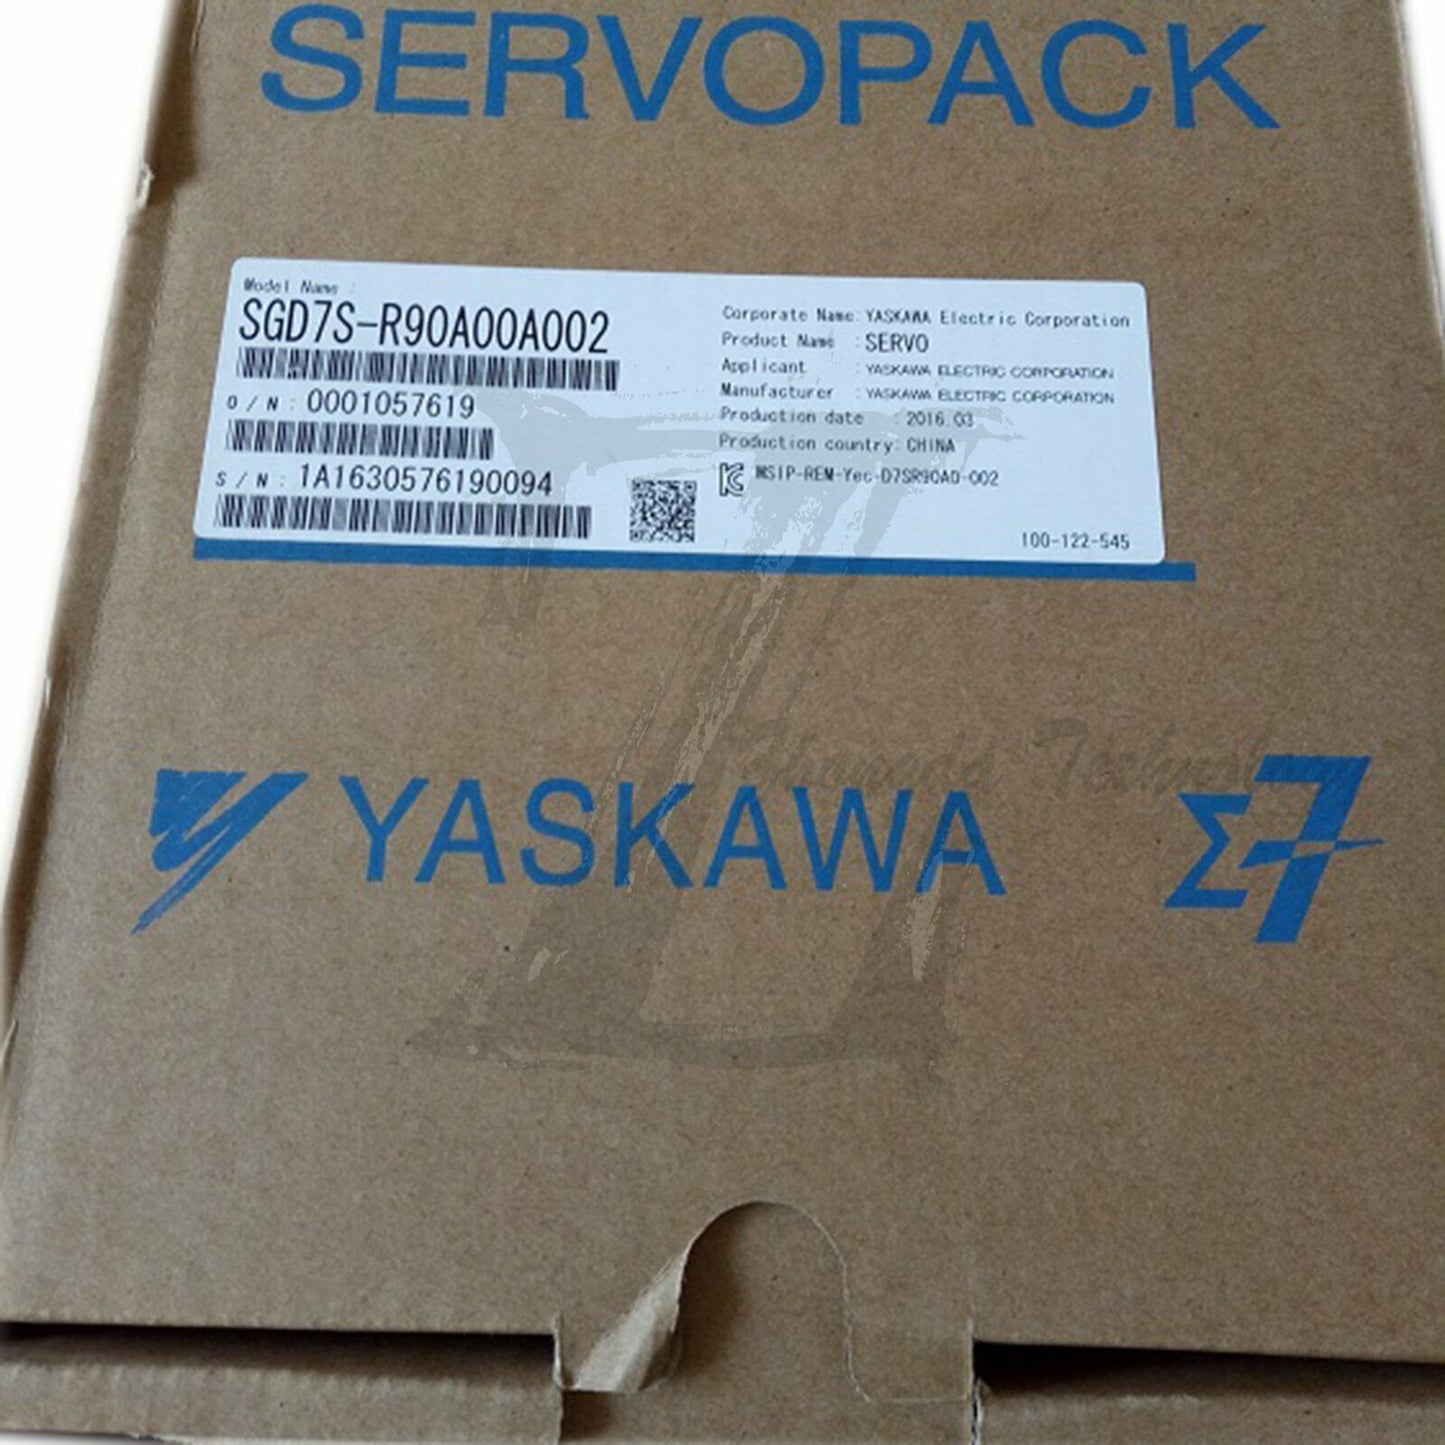 SERVOPACK
Model Name :
SGD7S-R90A00A002
O/N: 0001057619
S/N: 1A1630576190094
Corporate Name: YASKAWA Electric Corporation
Product Name : SERVO
Applicant : YASKAWA ELECTRIC CORPORATION
Manufacturer : YASKAWA ELECTRIC CORPORATION
Production date : 2016.03
Production country: CHINA
MSIP-REM-Yec-D7SR90A0-002
100-122-545
YASKAWA
Σ7